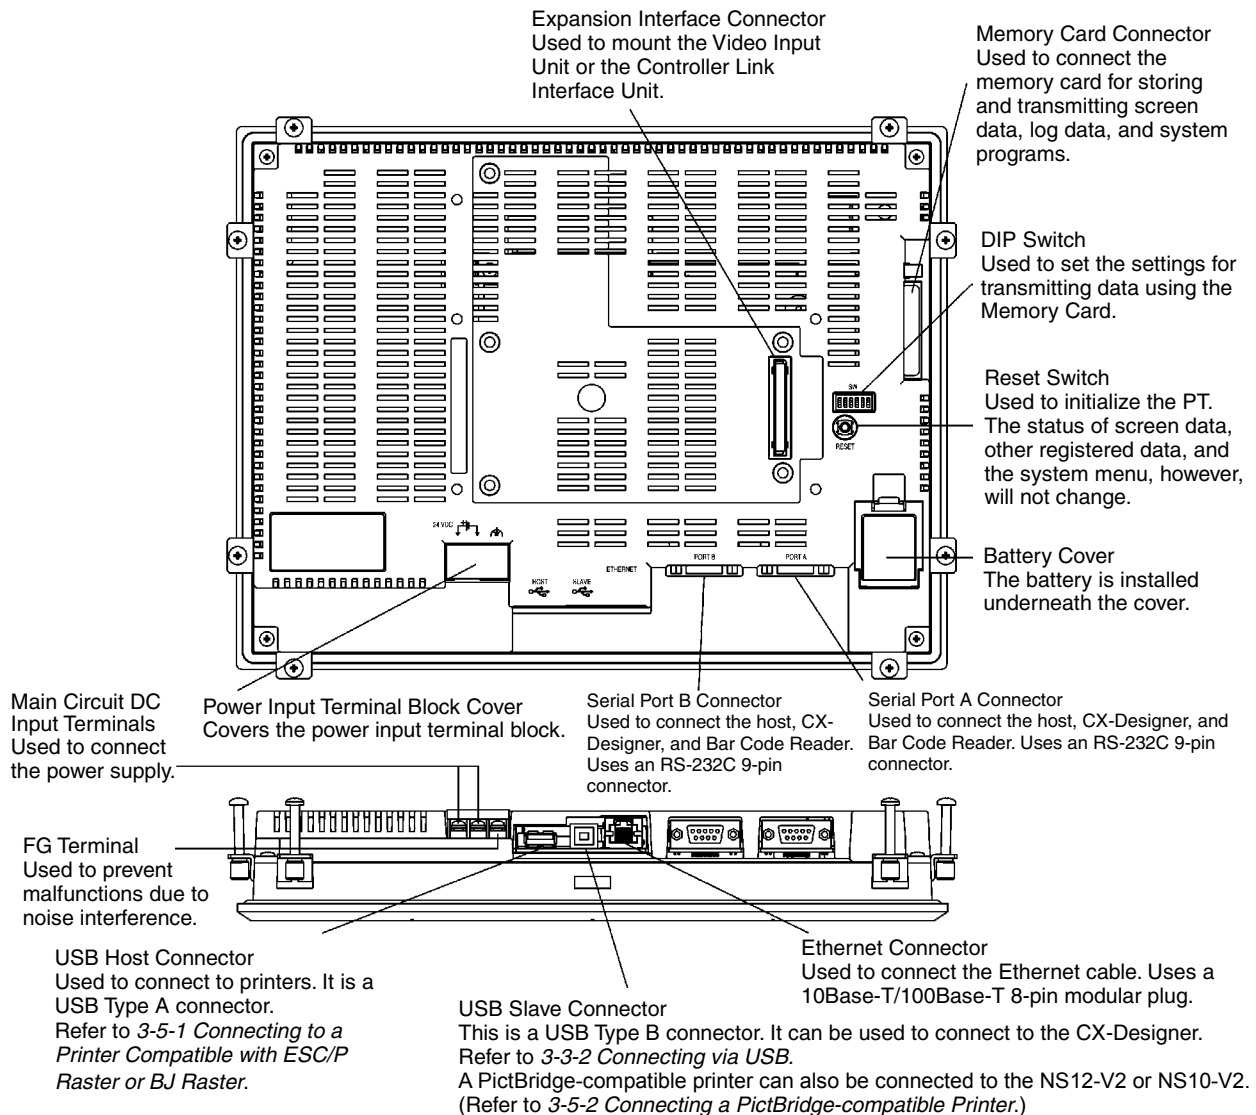 Expansion Interface Connector
Used to mount the Video Input
Unit or the Controller Link
Interface Unit.
Memory Card Connector
Used to connect the
memory card for storing
and transmitting screen
data, log data, and system
programs.
DIP Switch
Used to set the settings for
transmitting data using the
Memory Card.
SW
Reset Switch
Used to initialize the PT.
The status of screen data,
other registered data, and
the system menu, however,
will not change.
RESET
24 VDC
HOST
SLAVE
ETHERNET
PORT B
PORT A
Battery Cover
The battery is installed
underneath the cover.
Main Circuit DC
Input Terminals
Used to connect
the power supply.
Power Input Terminal Block Cover
Covers the power input terminal block.
Serial Port B Connector
Used to connect the host, CX-
Designer, and Bar Code Reader.
Uses an RS-232C 9-pin
connector.
Serial Port A Connector
Used to connect the host, CX-Designer, and
Bar Code Reader. Uses an RS-232C 9-pin
connector.
FG Terminal
Used to prevent
malfunctions due to
noise interference.
USB Host Connector
Used to connect to printers. It is a
USB Type A connector.
Refer to 3-5-1 Connecting to a
Printer Compatible with ESC/P
Raster or BJ Raster.
USB Slave Connector
This is a USB Type B connector. It can be used to connect to the CX-Designer.
Refer to 3-3-2 Connecting via USB.
A PictBridge-compatible printer can also be connected to the NS12-V2 or NS10-V2.
(Refer to 3-5-2 Connecting a PictBridge-compatible Printer.)
Ethernet Connector
Used to connect the Ethernet cable. Uses a
10Base-T/100Base-T 8-pin modular plug.